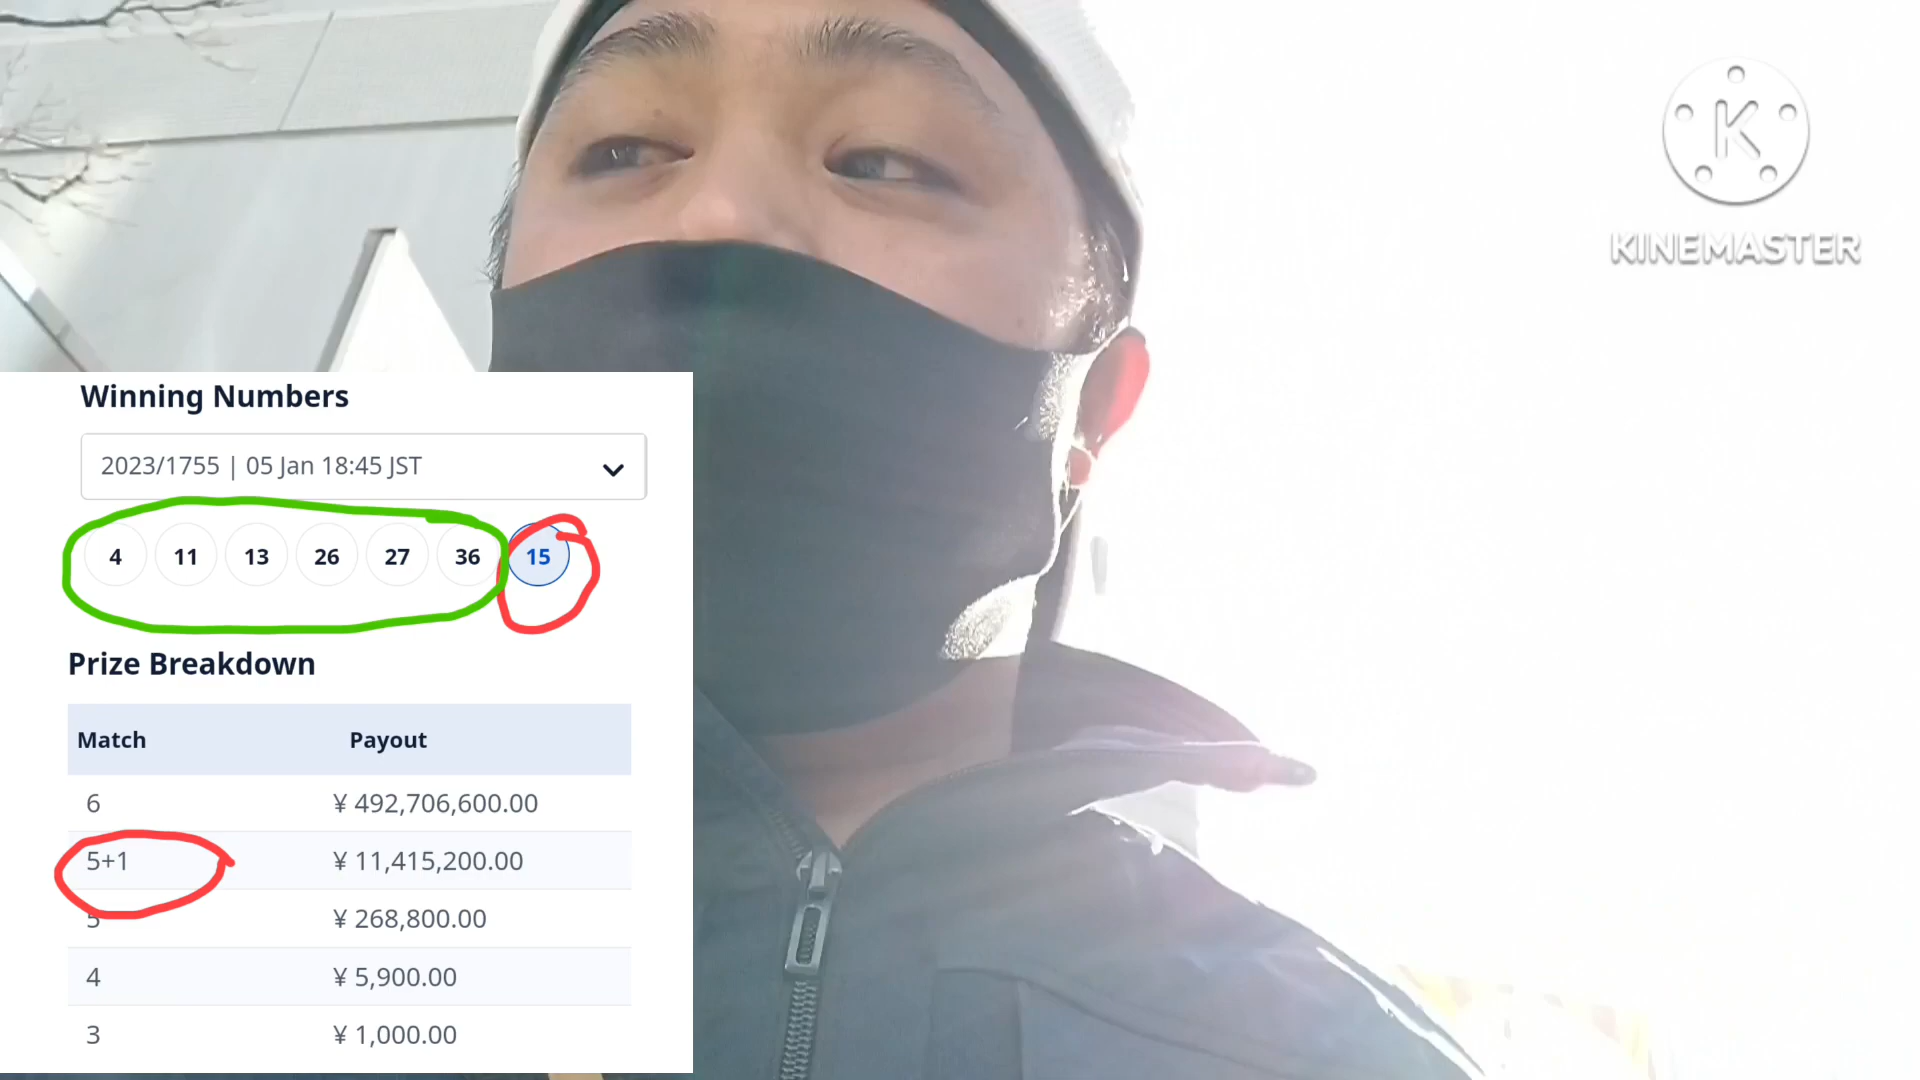 K
KINEMASTER
Winning Numbers
2023/1755 | 05 Jan 18:45 JST
4 11 13 26 27 36 15
Prize Breakdown
Match Payout
6 ¥ 492,706,600.00
5+1 ¥ 11,415,200.00
5 ¥ 268,800.00
4 ¥ 5,900.00
3 ¥ 1,000.00